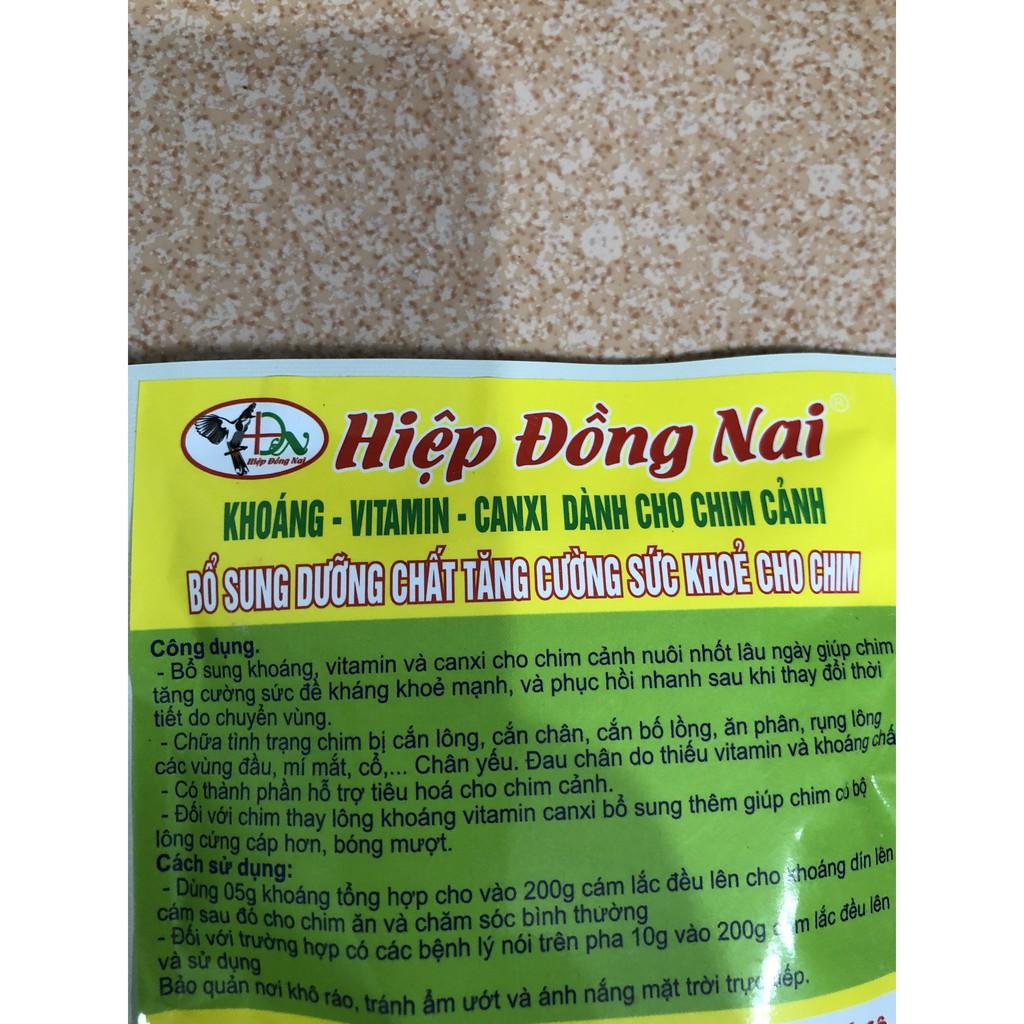 Hiệp Đồng Nai
Hiệp Đồng Nai®
KHOÁNG - VITAMIN - CANXI DÀNH CHO CHIM CẢNH
BỔ SUNG DƯỠNG CHẤT TĂNG CƯỜNG SỨC KHOẺ CHO CHIM
Công dụng.
- Bổ sung khoáng, vitamin và canxi cho chim cảnh nuôi nhốt lâu ngày giúp chim
tăng cường sức đề kháng khoẻ mạnh, và phục hồi nhanh sau khi thay đổi thời
tiết do chuyển vùng.
- Chữa tình trạng chim bị cắn lông, cắn chân, cắn bố lồng, ăn phân, rụng lông
các vùng đầu, mí mắt, cổ,... Chân yếu. Đau chân do thiếu vitamin và khoáng chấ
- Có thành phần hỗ trợ tiêu hoá cho chim cảnh.
- Đối với chim thay lông khoáng vitamin canxi bổ sung thêm giúp chim có bộ
lông cứng cáp hơn, bóng mượt.
Cách sử dụng:
- Dùng 05g khoáng tổng hợp cho vào 200g cám lắc đều lên cho khoáng dín lên
cám sau đó cho chim ăn và chăm sóc bình thường
- Đối với trường hợp có các bệnh lý nói trên pha 10g vào 200g cám lắc đều lên
và sử dụng
Bảo quản nơi khô ráo, tránh ẩm ướt và ánh nắng mặt trời trực tiếp.